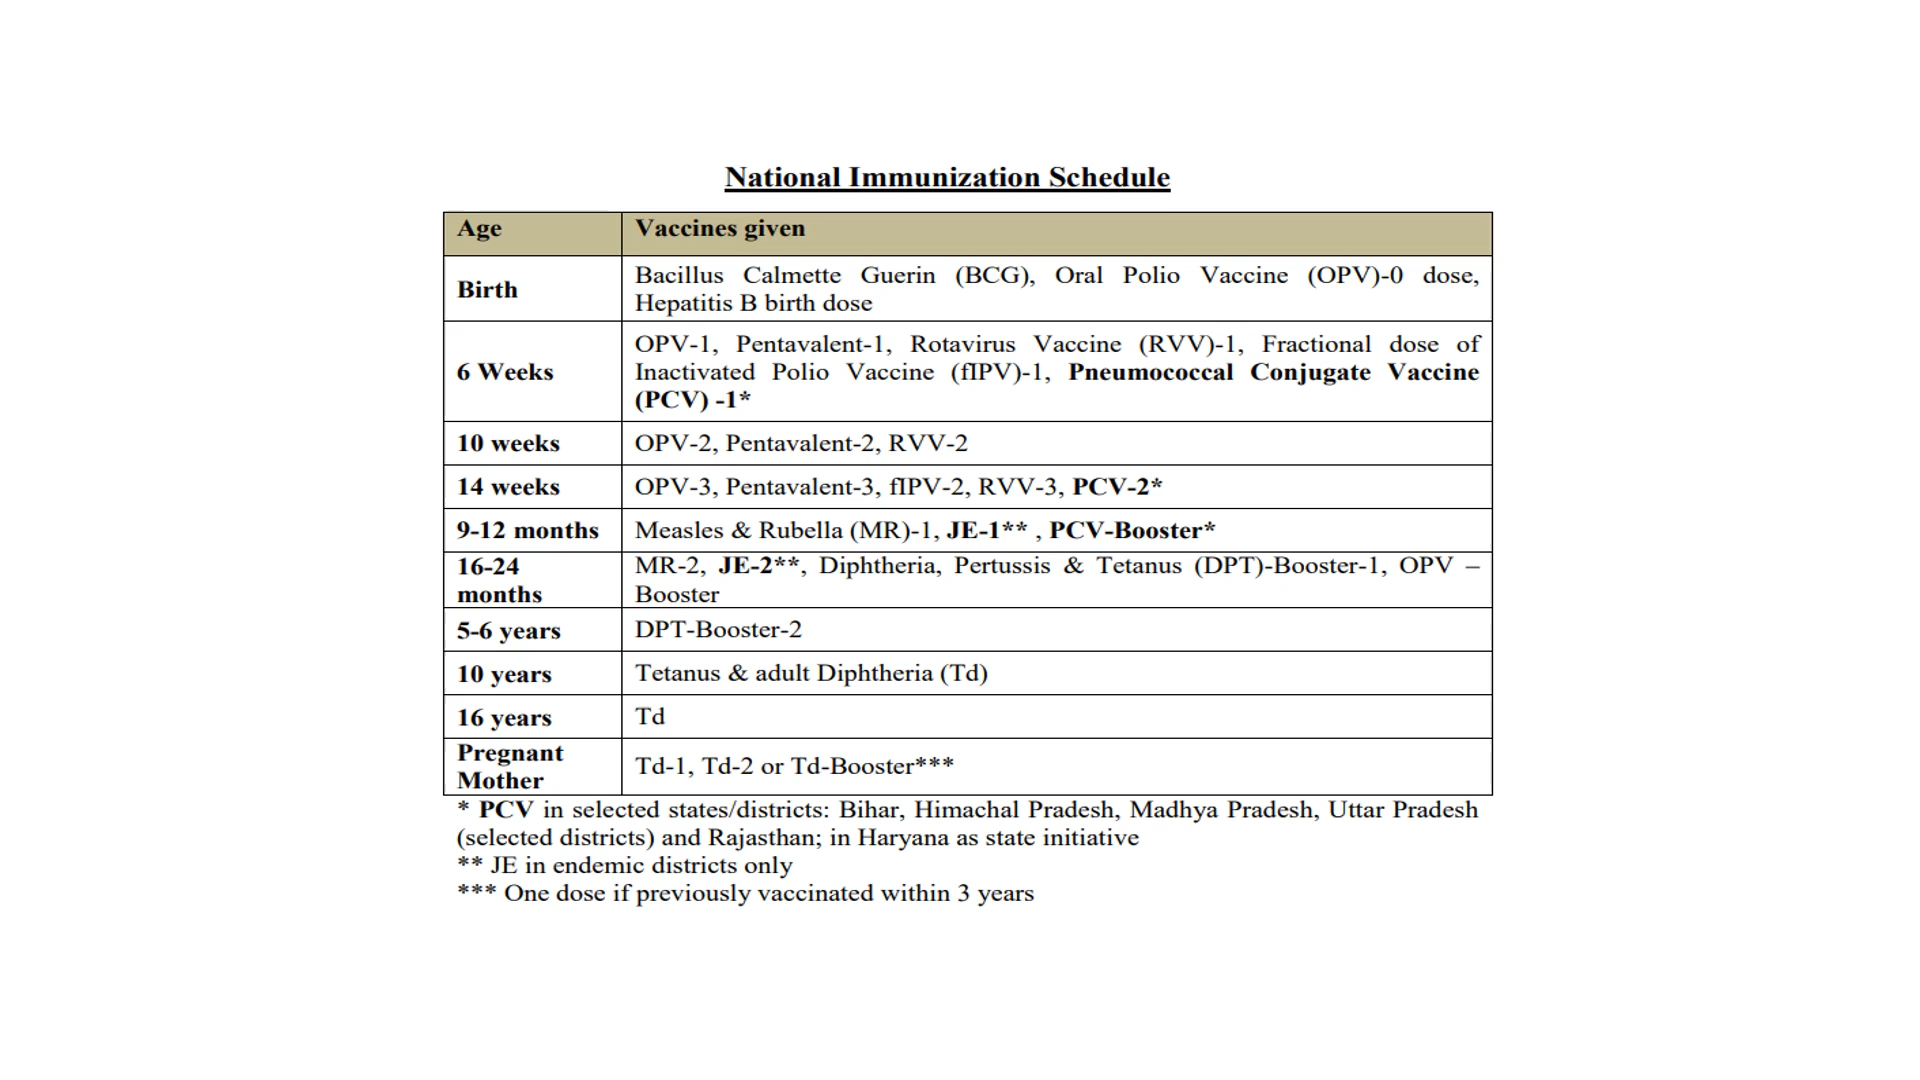 National Immunization Schedule
Age Vaccines given
Birth Bacillus Calmette Guerin (BCG), Oral Polio Vaccine (OPV)-0 dose,
Hepatitis B birth dose
6 Weeks OPV-1, Pentavalent-1, Rotavirus Vaccine (RVV)-1, Fractional dose of
Inactivated Polio Vaccine (fIPV)-1, Pneumococcal Conjugate Vaccine
(PCV) -1*
10 weeks OPV-2, Pentavalent-2, RVV-2
14 weeks OPV-3, Pentavalent-3, fIPV-2, RVV-3, PCV-2*
9-12 months Measles & Rubella (MR)-1, JE-1** , PCV-Booster*
16-24
months
MR-2, JE-2**, Diphtheria, Pertussis & Tetanus (DPT)-Booster-1, OPV –
Booster
5-6 years DPT-Booster-2
10 years Tetanus & adult Diphtheria (Td)
16 years Td
Pregnant
Mother
Td-1, Td-2 or Td-Booster***
* PCV in selected states/districts: Bihar, Himachal Pradesh, Madhya Pradesh, Uttar Pradesh
(selected districts) and Rajasthan; in Haryana as state initiative
** JE in endemic districts only
*** One dose if previously vaccinated within 3 years